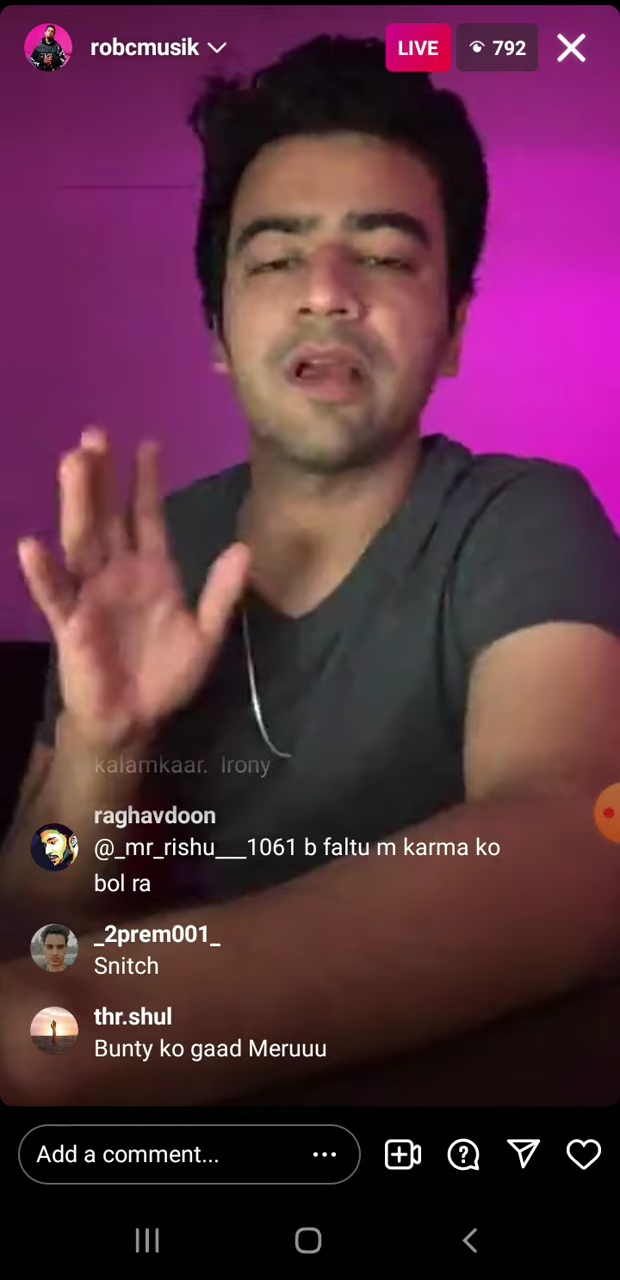 robcmusik
LIVE
792
kalamkaar. Irony
raghavdoon
@_mr_rishu___1061 b faltu m karma ko
bol ra
_2prem001_
Snitch
thr.shul
Bunty ko gaad Meruuu
Add a comment...